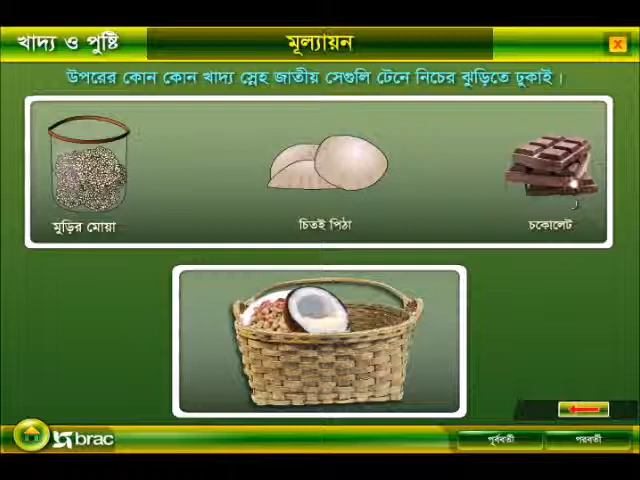 খাদ্য ও পুষ্টি
মূল্যায়ন
x
উপরের কোন কোন খাদ্য স্নেহ জাতীয় সেগুলি টেনে নিচের ঝুড়িতে ঢুকাই।
মুড়ির মোয়া
চিতই পিঠা
চকোলেট
brac
পূর্ববর্তী
পরবর্তী